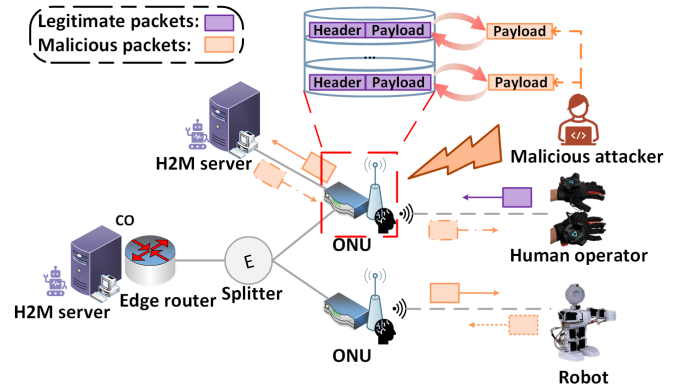 Legitimate packets:
Malicious packets:
Header Payload
Payload
...
Header Payload
Payload
</>
H2M server
Malicious attacker
CO
ONU
Human operator
E
H2M server
Edge router
Splitter
ONU
Robot